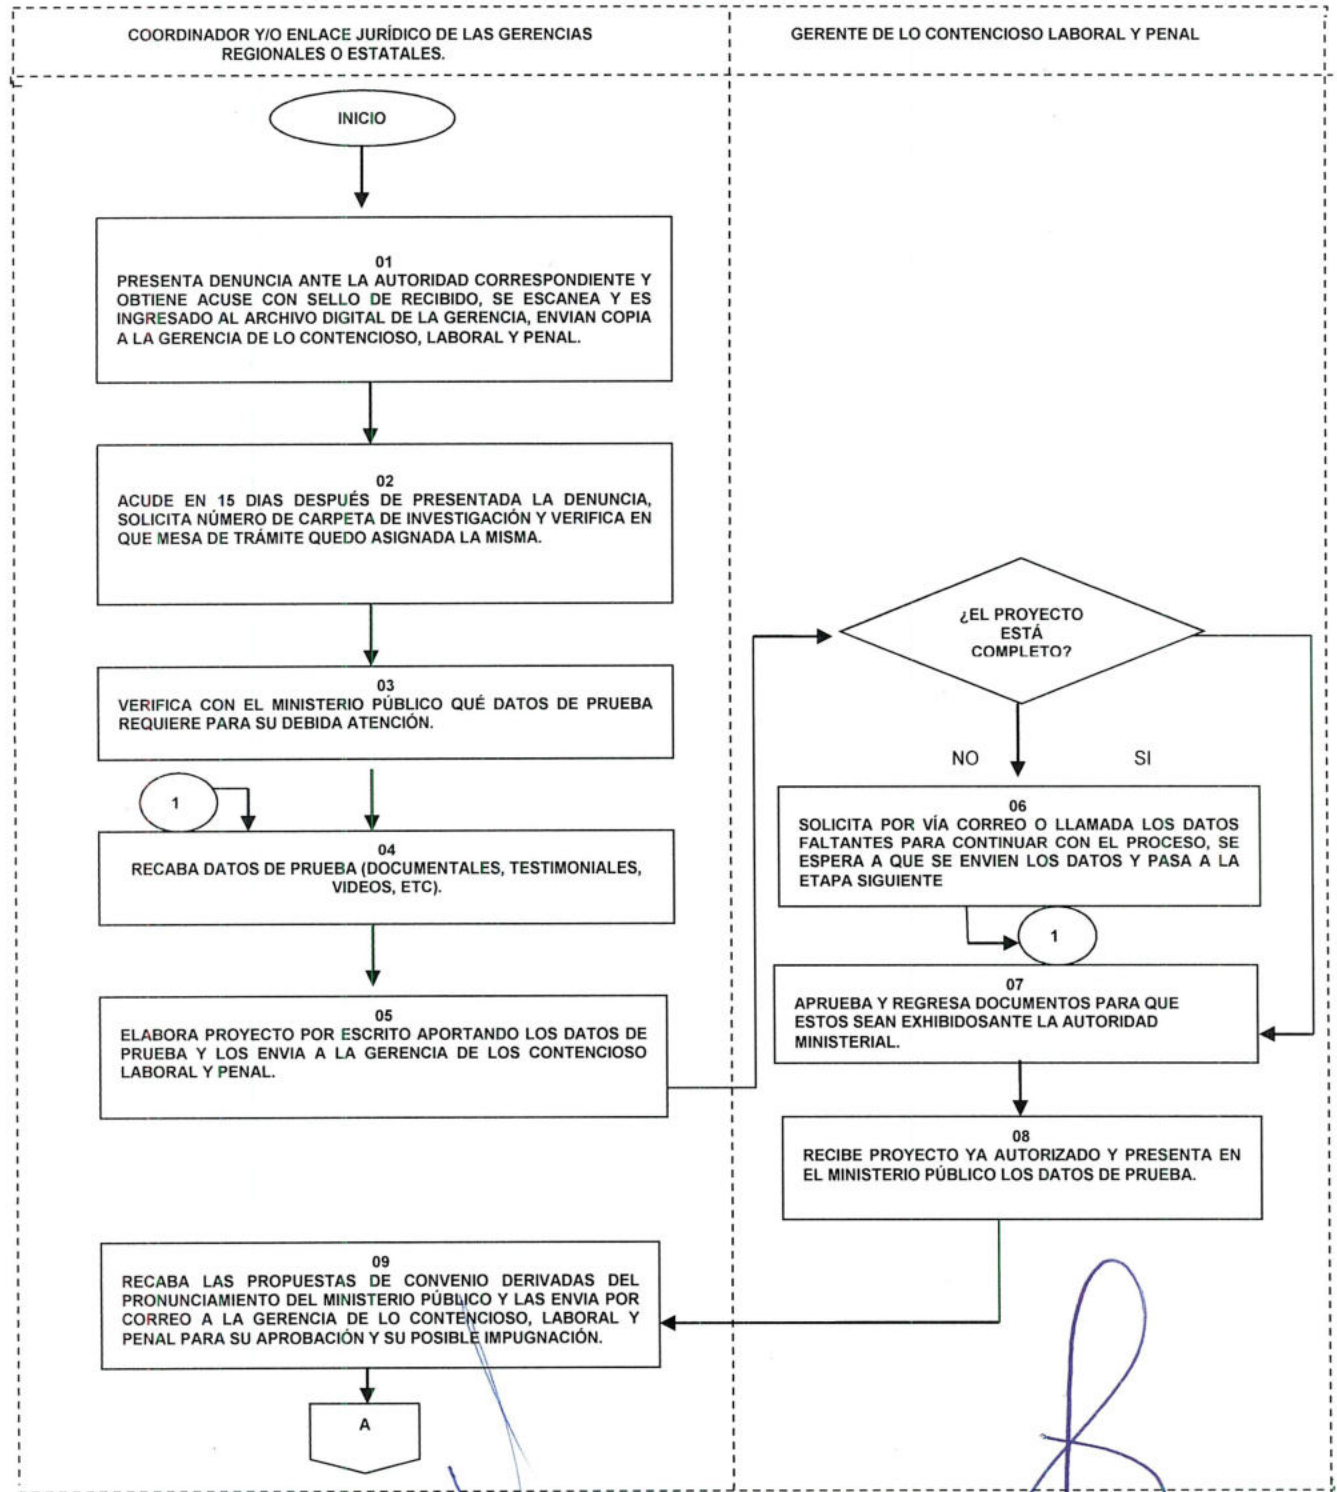 COORDINADOR Y/O ENLACE JURÍDICO DE LAS GERENCIAS
REGIONALES O ESTATALES.
GERENTE DE LO CONTENCIOSO LABORAL Y PENAL
INICIO
01
PRESENTA DENUNCIA ANTE LA AUTORIDAD CORRESPONDIENTE Y
OBTIENE ACUSE CON SELLO DE RECIBIDO, SE ESCANEA Y ES
INGRESADO AL ARCHIVO DIGITAL DE LA GERENCIA, ENVIAN COPIA
A LA GERENCIA DE LO CONTENCIOSO, LABORAL Y PENAL.
02
ACUDE EN 15 DIAS DESPUÉS DE PRESENTADA LA DENUNCIA,
SOLICITA NÚMERO DE CARPETA DE INVESTIGACIÓN Y VERIFICA EN
QUE MESA DE TRÁMITE QUEDO ASIGNADA LA MISMA.
03
VERIFICA CON EL MINISTERIO PÚBLICO QUÉ DATOS DE PRUEBA
REQUIERE PARA SU DEBIDA ATENCIÓN.
1
04
RECABA DATOS DE PRUEBA (DOCUMENTALES, TESTIMONIALES,
VIDEOS, ETC).
05
ELABORA PROYECTO POR ESCRITO APORTANDO LOS DATOS DE
PRUEBA Y LOS ENVIA A LA GERENCIA DE LOS CONTENCIOSO
LABORAL Y PENAL.
¿EL PROYECTO
ESTÁ
COMPLETO?
NO SI
06
SOLICITA POR VÍA CORREO O LLAMADA LOS DATOS
FALTANTES PARA CONTINUAR CON EL PROCESO, SE
ESPERA A QUE SE ENVIEN LOS DATOS Y PASA A LA
ETAPA SIGUIENTE
1
07
APRUEBA Y REGRESA DOCUMENTOS PARA QUE
ESTOS SEAN EXHIBIDOSANTE LA AUTORIDAD
MINISTERIAL.
08
RECIBE PROYECTO YA AUTORIZADO Y PRESENTA EN
EL MINISTERIO PÚBLICO LOS DATOS DE PRUEBA.
09
RECABA LAS PROPUESTAS DE CONVENIO DERIVADAS DEL
PRONUNCIAMIENTO DEL MINISTERIO PÚBLICO Y LAS ENVIA POR
CORREO A LA GERENCIA DE LO CONTENCIOSO, LABORAL Y
PENAL PARA SU APROBACIÓN Y SU POSIBLE IMPUGNACIÓN.
A